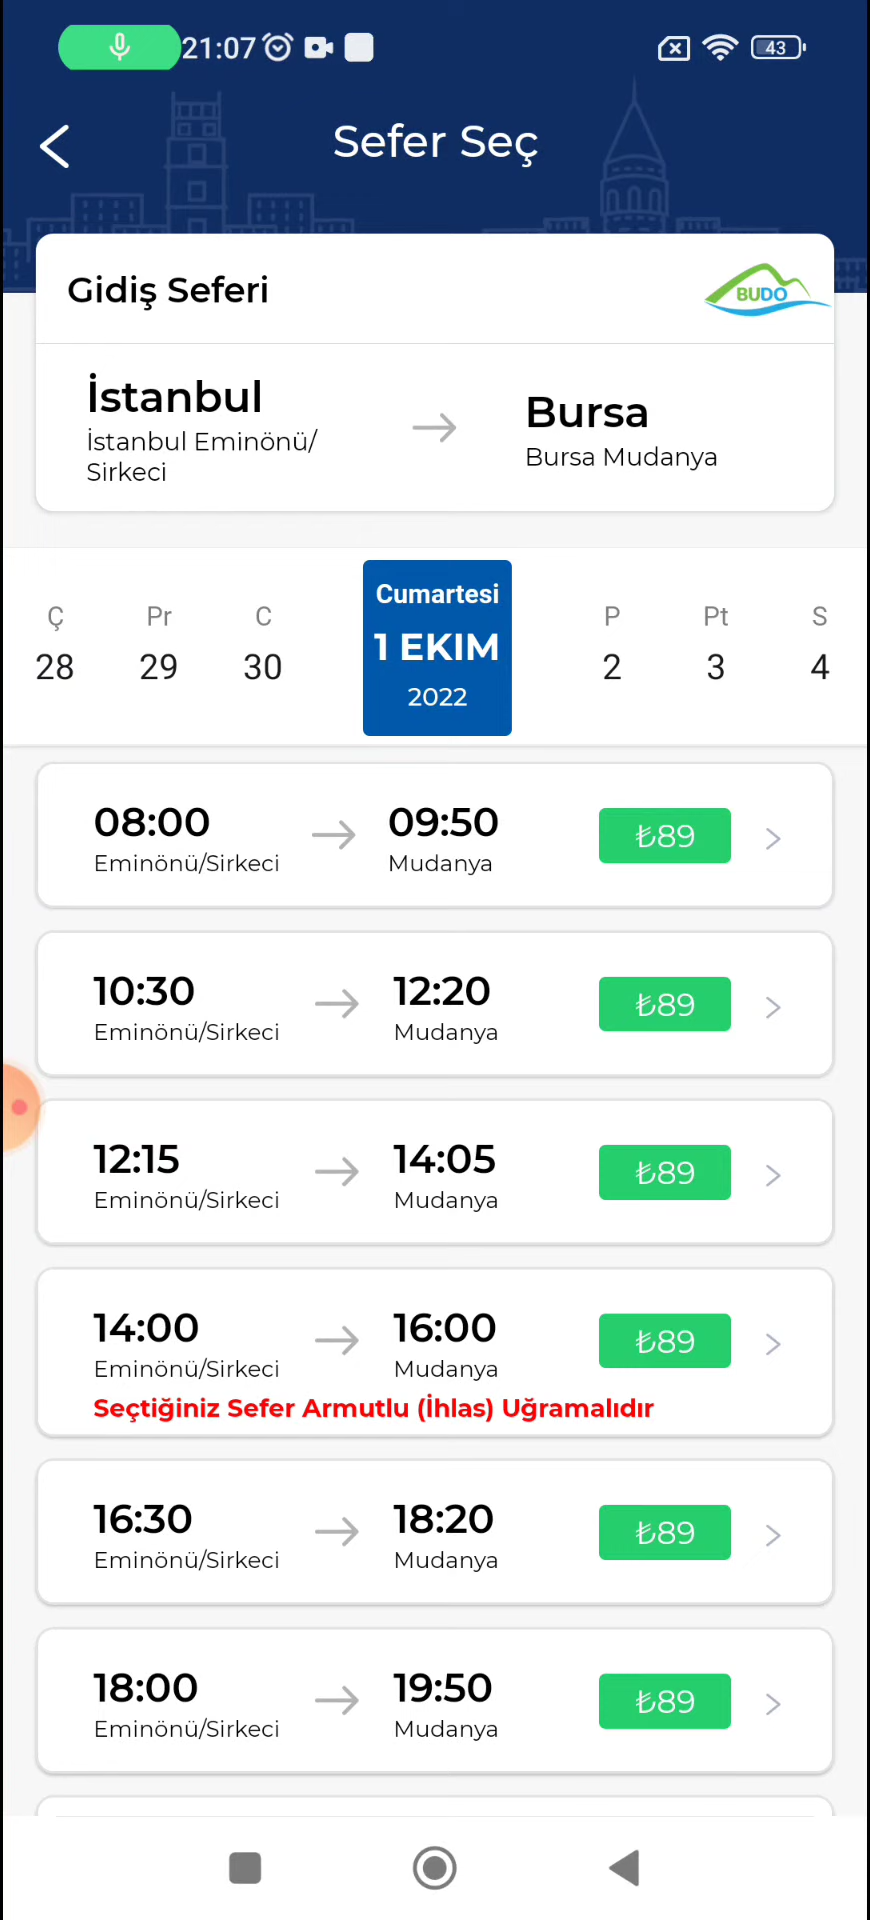 21:07
43
Sefer Seç
Gidiş Seferi
BUDO
İstanbul
İstanbul Eminönü/
Sirkeci
Bursa
Bursa Mudanya
Ç Pr C Cumartesi P Pt S
28 29 30 1 EKIM 2 3 4
2022
08:00 09:50 ₺89
Eminönü/Sirkeci Mudanya
10:30 12:20 ₺89
Eminönü/Sirkeci Mudanya
12:15 14:05 ₺89
Eminönü/Sirkeci Mudanya
14:00 16:00 ₺89
Eminönü/Sirkeci Mudanya
Seçtiğiniz Sefer Armutlu (İhlas) Uğramalıdır
16:30 18:20 ₺89
Eminönü/Sirkeci Mudanya
18:00 19:50 ₺89
Eminönü/Sirkeci Mudanya